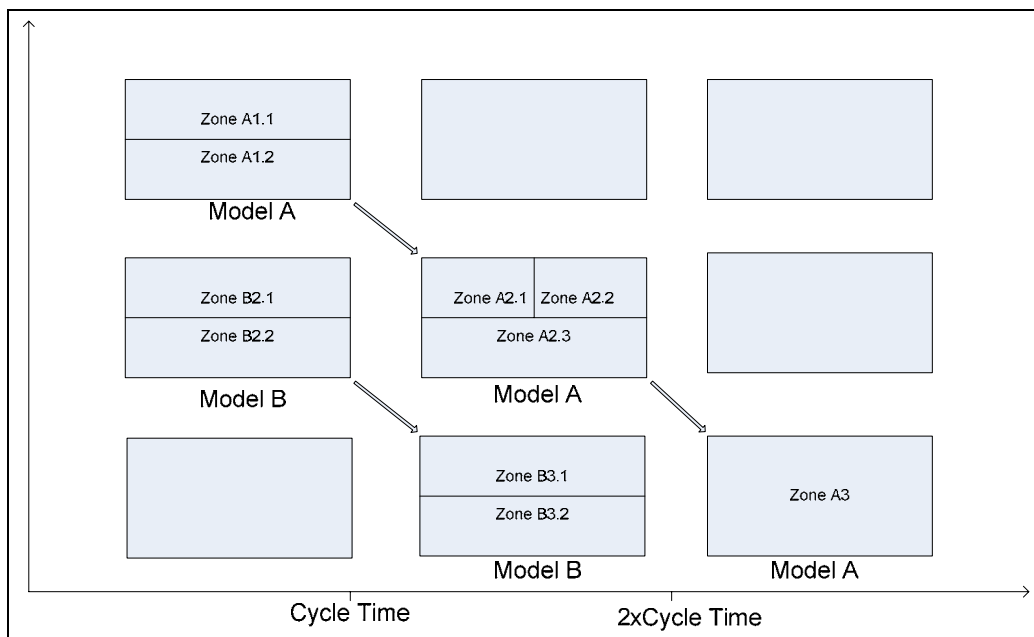 Zone A1.1
Zone A1.2
Model A
Zone B2.1
Zone B2.2
Model B
Zone A2.1 Zone A2.2
Zone A2.3
Model A
Zone B3.1
Zone B3.2
Model B
Zone A3
Model A
Cycle Time
2xCycle Time